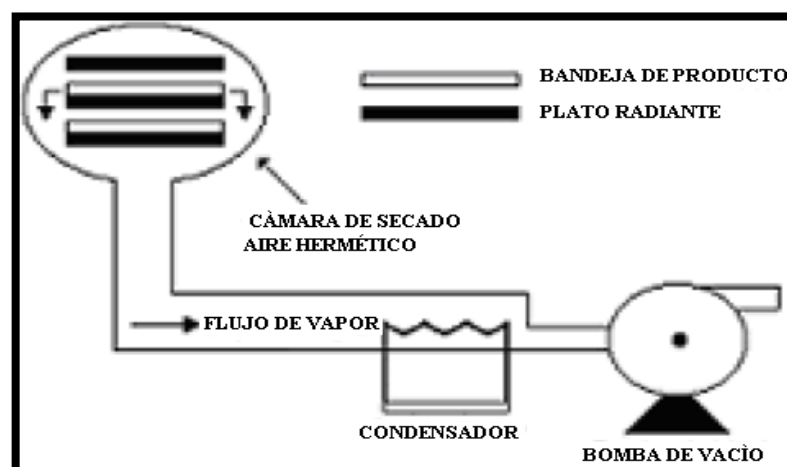 BANDEJA DE PRODUCTO
PLATO RADIANTE
CÀMARA DE SECADO
AIRE HERMÉTICO
FLUJO DE VAPOR
CONDENSADOR
BOMBA DE VACÌO